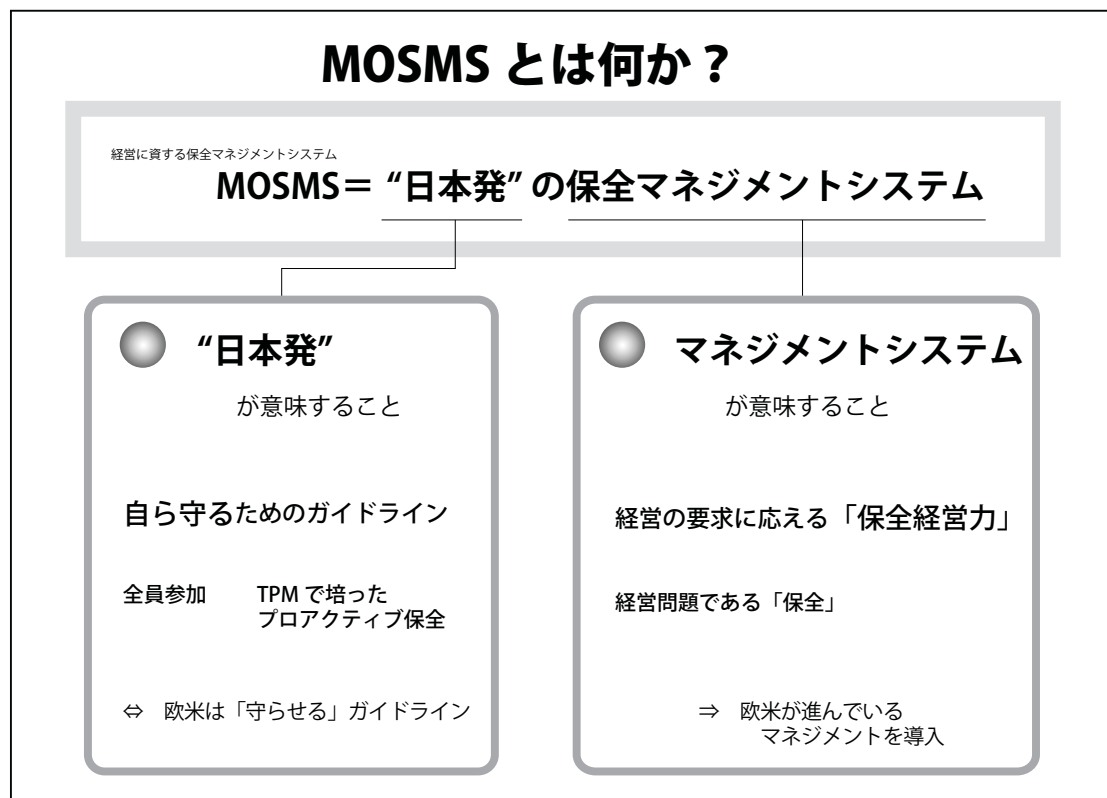 MOSMS とは何か？
経営に資する保全マネジメントシステム
MOSMS＝ “日本発” の保全マネジメントシステム
“日本発”
が意味すること
自ら守るためのガイドライン
全員参加　TPM で培った
プロアクティブ保全
⇔　欧米は「守らせる」ガイドライン
マネジメントシステム
が意味すること
経営の要求に応える「保全経営力」
経営問題である「保全」
⇒　欧米が進んでいる
マネジメントを導入